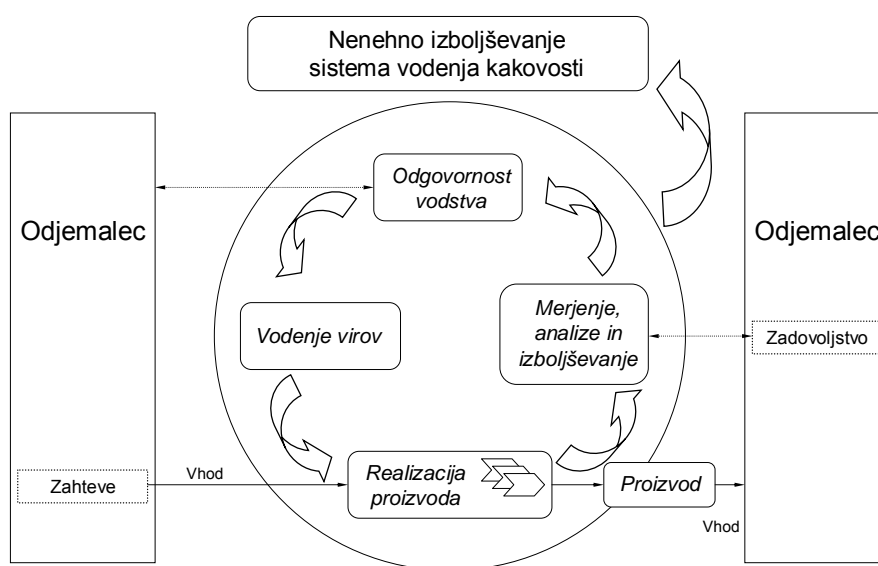 Nenehno izboljševanje
sistema vodenja kakovosti
Odgovornost
vodstva
Odjemalec
Odjemalec
Vodenje virov
Merjenje,
analize in
izboljševanje
Zadovoljstvo
Zahteve
Vhod
Realizacija
proizvoda
Proizvod
Vhod